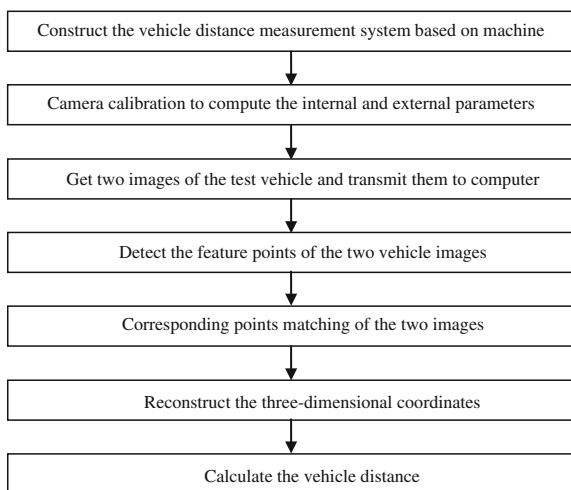 Construct the vehicle distance measurement system based on machine
Camera calibration to compute the internal and external parameters
Get two images of the test vehicle and transmit them to computer
Detect the feature points of the two vehicle images
Corresponding points matching of the two images
Reconstruct the three-dimensional coordinates
Calculate the vehicle distance